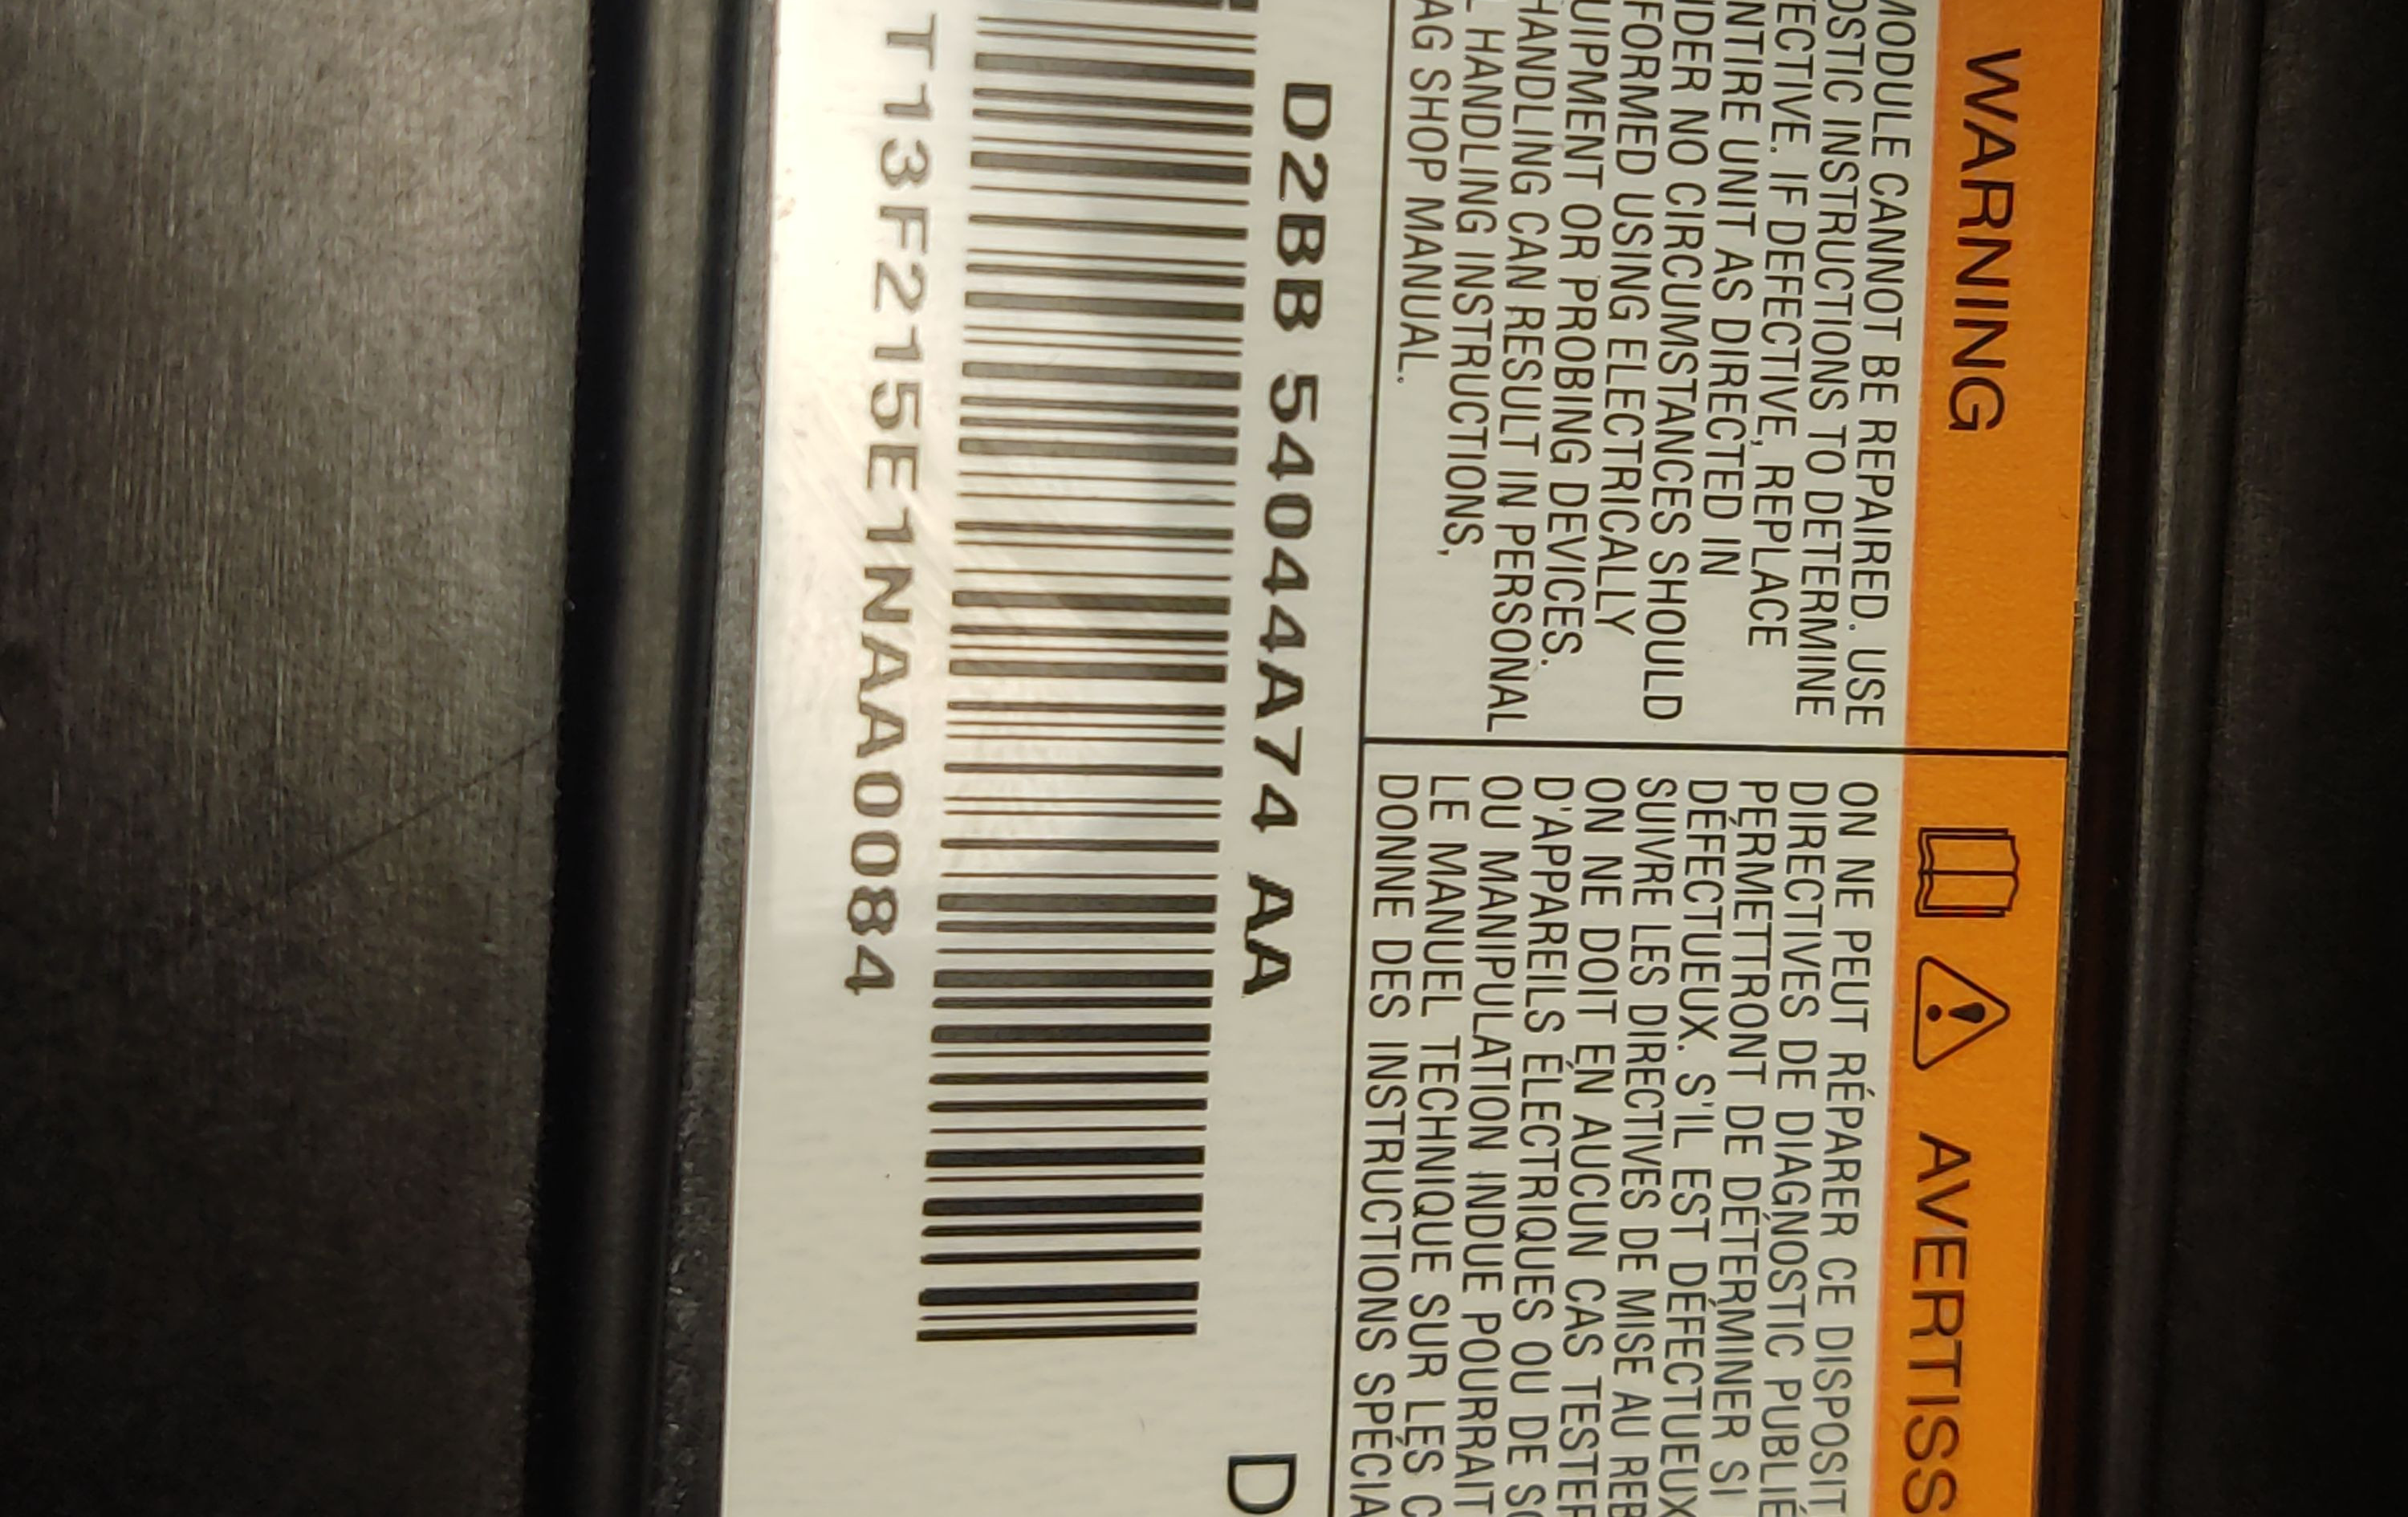 WARNING
MODULE CANNOT BE REPAIRED. USE
OSTIC INSTRUCTIONS TO DETERMINE
ECTIVE. IF DEFECTIVE, REPLACE
NTIRE UNIT AS DIRECTED IN
DER NO CIRCUMSTANCES SHOULD
FORMED USING ELECTRICALLY
UIPMENT OR PROBING DEVICES.
HANDLING CAN RESULT IN PERSONAL
HANDLING INSTRUCTIONS,
AG SHOP MANUAL.
AVERTISS
ON NE PEUT RÉPARER CE DISPOSIT
DIRECTIVES DE DIAGNOSTIC PUBLIÉ
PERMETTRONT DE DÉTERMINER SI
DÉFECTUEUX. S'IL EST DÉFECTUEUX
SUIVRE LES DIRECTIVES DE MISE AU REB
ON NE DOIT EN AUCUN CAS TESTER
D'APPAREILS ÉLECTRIQUES OU DE SO
OU MANIPULATION INDUE POURRAIT
LE MANUEL TECHNIQUE SUR LES C
DONNE DES INSTRUCTIONS SPÉCIA
D2BB 54044A74 AA
D
T13F215E1NAA0084